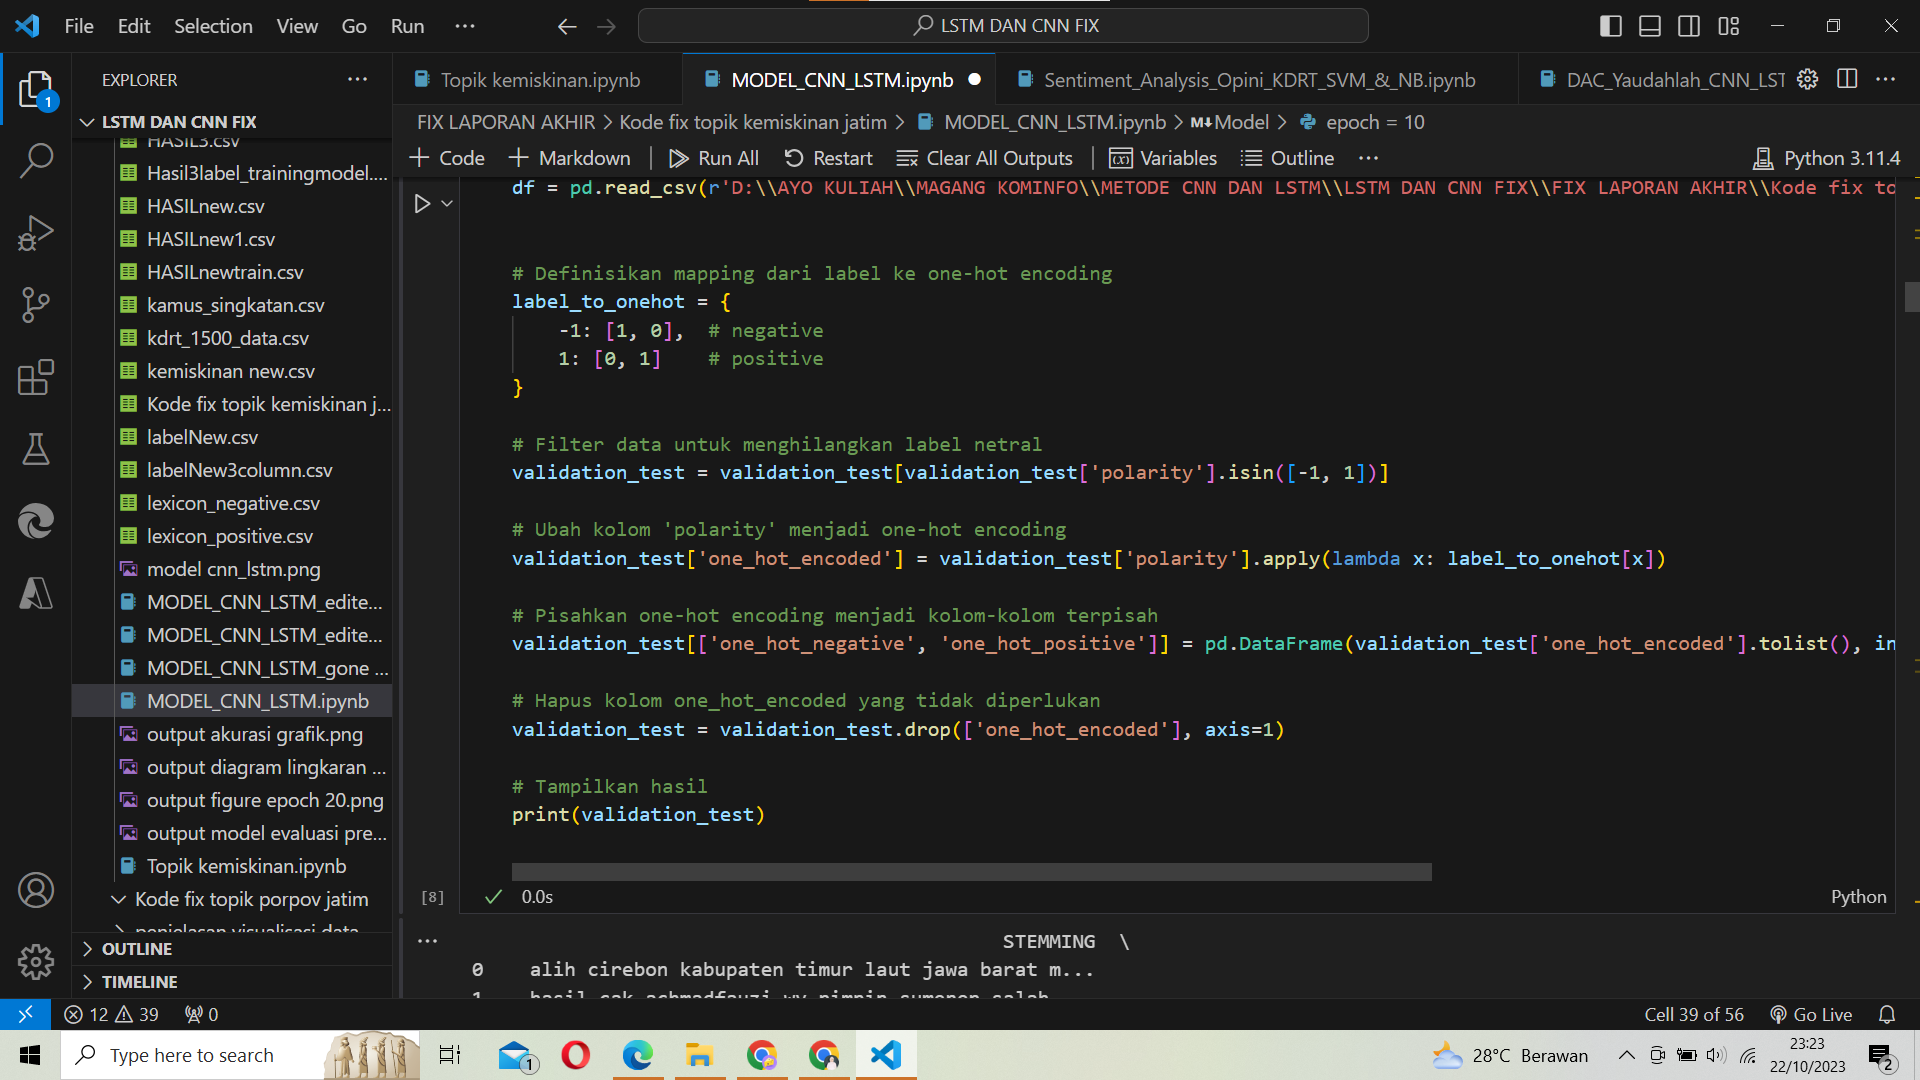 File Edit Selection View Go Run ...
LSTM DAN CNN FIX
EXPLORER
Topik kemiskinan.ipynb
MODEL_CNN_LSTM.ipynb
Sentiment_Analysis_Opini_KDRT_SVM_&_NB.ipynb
DAC_Yaudahlah_CNN_LST
1
LSTM DAN CNN FIX
FIX LAPORAN AKHIR > Kode fix topik kemiskinan jatim > MODEL_CNN_LSTM.ipynb > M↓Model > epoch = 10
+ Code + Markdown | Run All Restart Clear All Outputs | Variables Outline ...
Python 3.11.4
HASIL3.csv
Hasil3label_trainingmodel....
HASILnew.csv
HASILnew1.csv
HASILnewtrain.csv
kamus_singkatan.csv
kdrt_1500_data.csv
kemiskinan new.csv
Kode fix topik kemiskinan j...
labelNew.csv
labelNew3column.csv
lexicon_negative.csv
lexicon_positive.csv
model cnn_lstm.png
MODEL_CNN_LSTM_edite...
MODEL_CNN_LSTM_edite...
MODEL_CNN_LSTM_gone ...
MODEL_CNN_LSTM.ipynb
output akurasi grafik.png
output diagram lingkaran ...
output figure epoch 20.png
output model evaluasi pre...
Topik kemiskinan.ipynb
Kode fix topik porpov jatim
penjelasan visualisasi data
OUTLINE
TIMELINE
df = pd.read_csv(r'D:\\AYO KULIAH\\MAGANG KOMINFO\\METODE CNN DAN LSTM\\LSTM DAN CNN FIX\\FIX LAPORAN AKHIR\\Kode fix to
# Definisikan mapping dari label ke one-hot encoding
label_to_onehot = {
-1: [1, 0], # negative
1: [0, 1] # positive
}
# Filter data untuk menghilangkan label netral
validation_test = validation_test[validation_test['polarity'].isin([-1, 1])]
# Ubah kolom 'polarity' menjadi one-hot encoding
validation_test['one_hot_encoded'] = validation_test['polarity'].apply(lambda x: label_to_onehot[x])
# Pisahkan one-hot encoding menjadi kolom-kolom terpisah
validation_test[['one_hot_negative', 'one_hot_positive']] = pd.DataFrame(validation_test['one_hot_encoded'].tolist(), in
# Hapus kolom one_hot_encoded yang tidak diperlukan
validation_test = validation_test.drop(['one_hot_encoded'], axis=1)
# Tampilkan hasil
print(validation_test)
[8] 0.0s Python
... STEMMING \
0 alih cirebon kabupaten timur laut jawa barat m...
1 hasil cak achmadfauzi wy pimpin sumenep salah
12 39 0
Cell 39 of 56 Go Live
Type here to search
1
28°C Berawan
23:23
22/10/2023
2